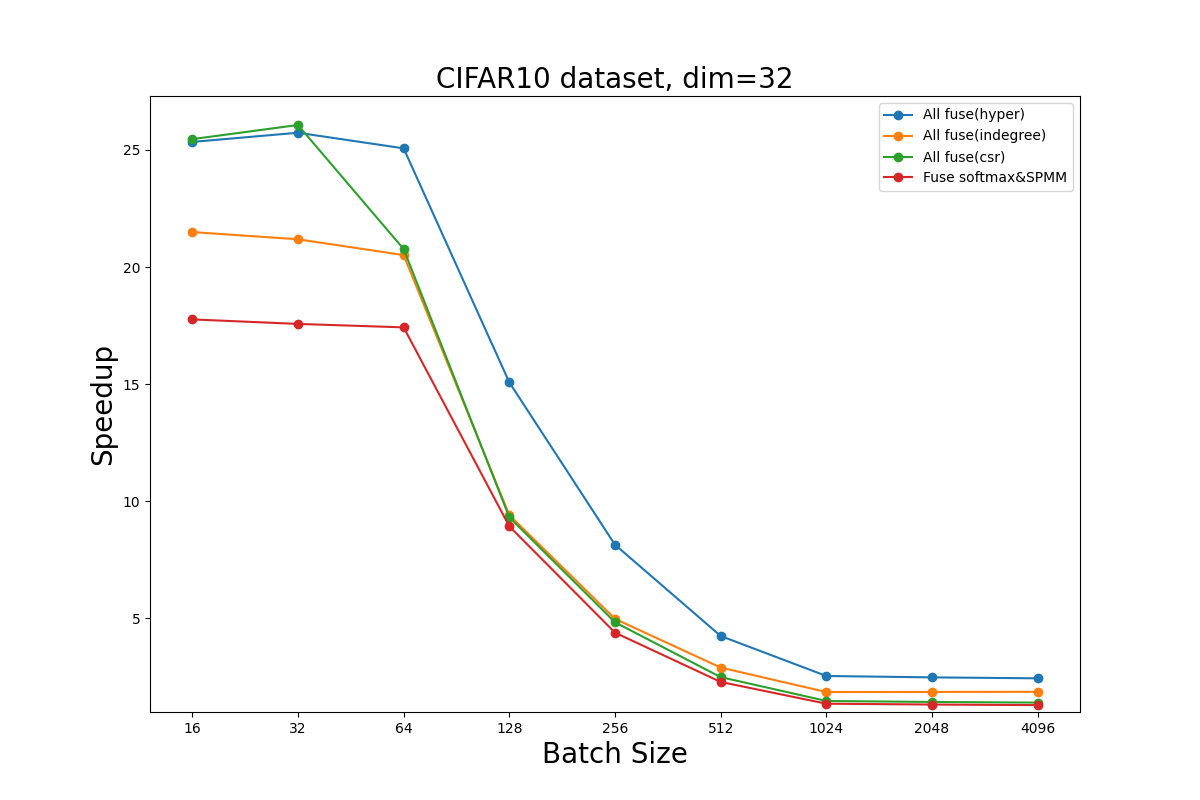 CIFAR10 dataset, dim=32
All fuse(hyper)
All fuse(indegree)
All fuse(csr)
Fuse softmax&SPMM
Speedup
25
20
15
10
5
16 32 64 128 256 512 1024 2048 4096
Batch Size